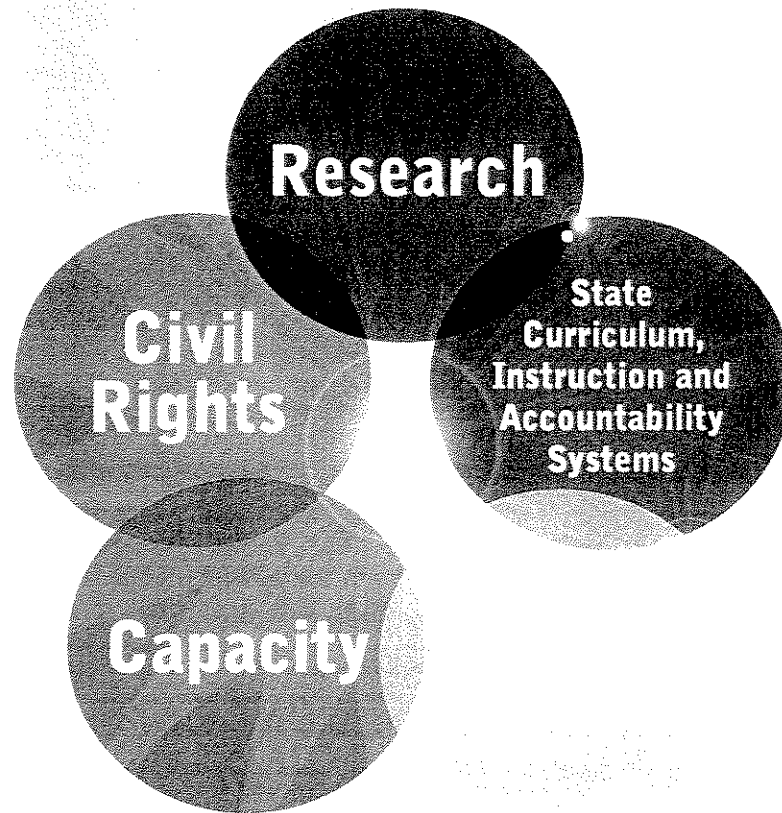 Research
Civil
Rights
State
Curriculum,
Instruction and
Accountability
Systems
Capacity